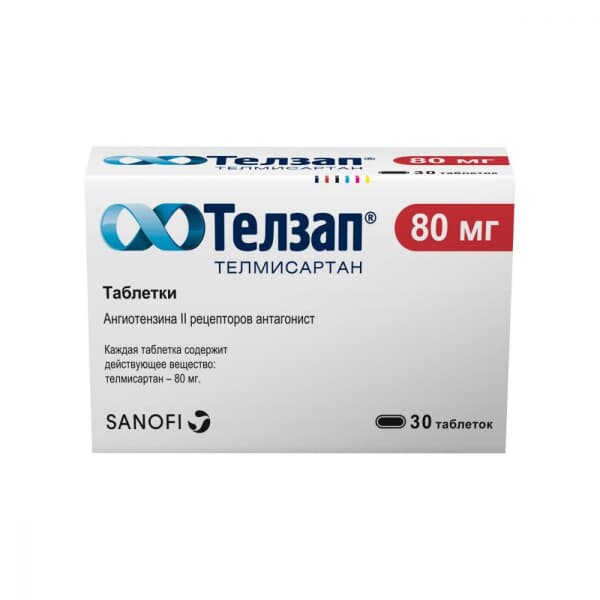 Телзап® 80 мг
ТЕЛМИСАРТАН 30 таблеток
Телзап® 80 мг
ТЕЛМИСАРТАН
Таблетки
Ангиотензина II рецепторов антагонист
Каждая таблетка содержит
действующее вещество:
телмисартан – 80 мг.
SANOFI 30 таблеток